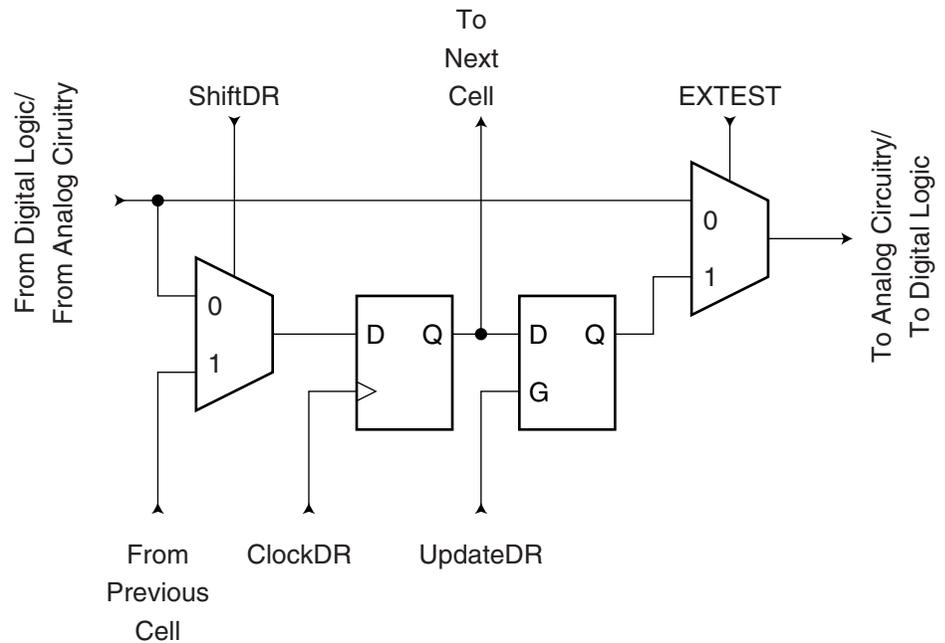 To
Next
Cell
ShiftDR
EXTEST
From Digital Logic/
From Analog Ciruitry
To Analog Circuitry/
To Digital Logic
0
1
0
1
D
Q
D
Q
G
From
Previous
Cell
ClockDR
UpdateDR